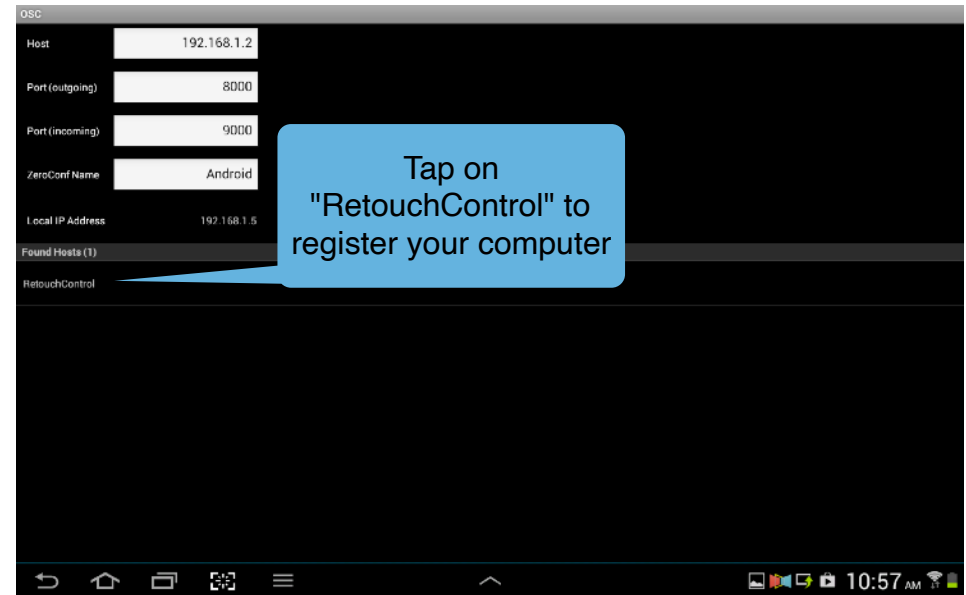 OSC
Host 192.168.1.2
Port (outgoing) 8000
Port (incoming) 9000
ZeroConf Name Android
Local IP Address 192.168.1.5
Found Hosts (1)
RetouchControl
Tap on
"RetouchControl" to
register your computer
10:57 AM